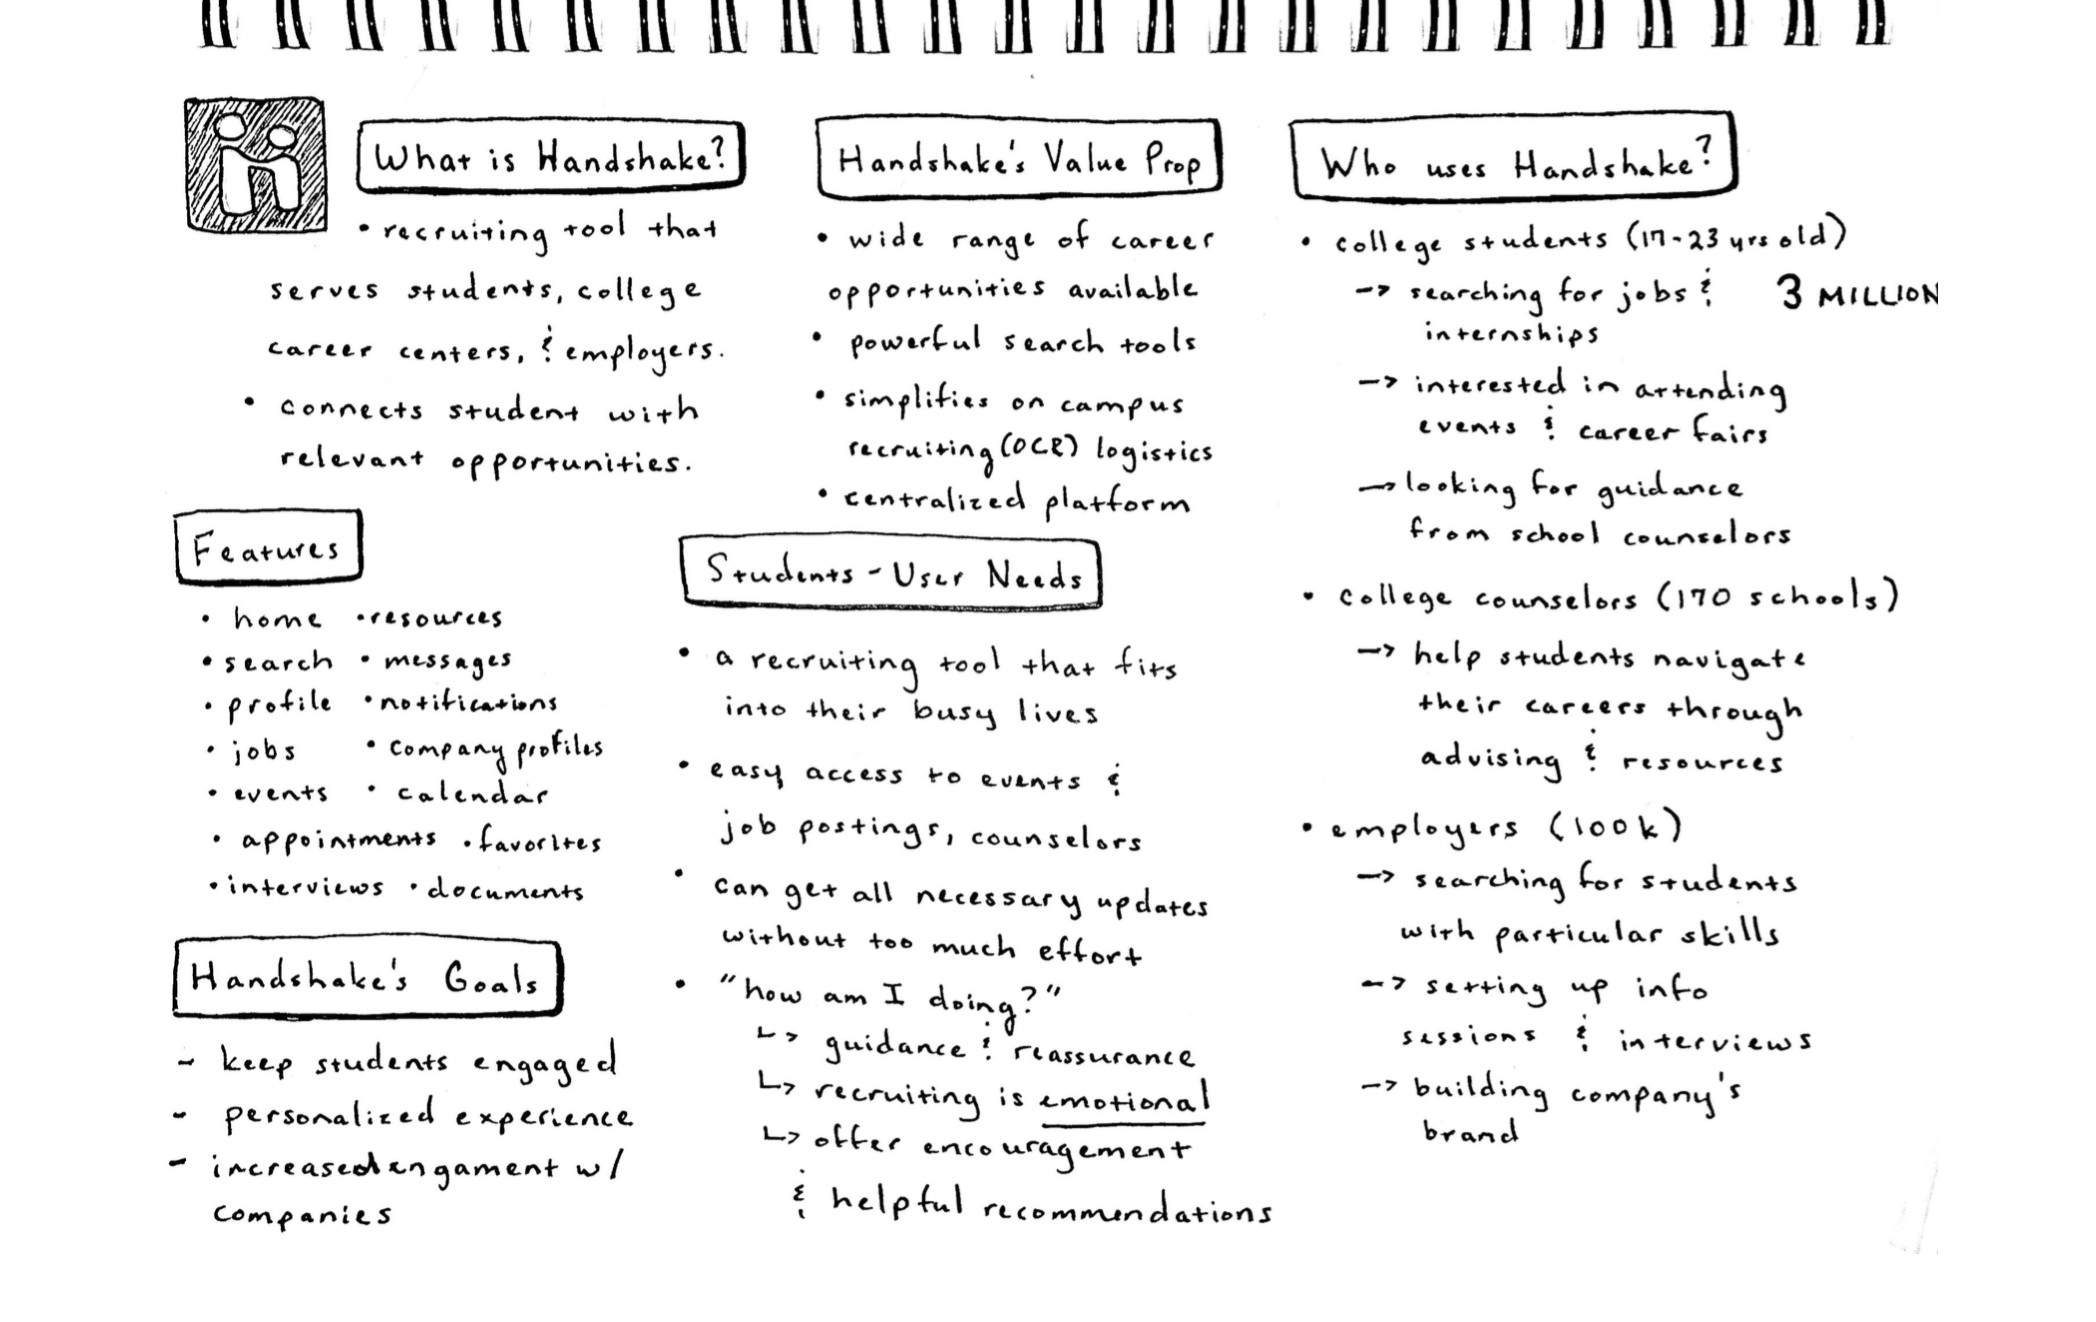 What is Handshake?
• recruiting tool that
serves students, college
career centers, & employers.
• connects student with
relevant opportunities.
Handshake's Value Prop
• wide range of career
opportunities available
• powerful search tools
• simplifies on campus
recruiting (OCR) logistics
• centralized platform
Who uses Handshake?
• college students (17-23 yrs old)
→ searching for jobs & 3 MILLION
internships
→ interested in attending
events & career fairs
→ looking for guidance
from school counselors
• college counselors (170 schools)
→ help students navigate
their careers through
advising & resources
• employers (100k)
→ searching for students
with particular skills
→ setting up info
sessions & interviews
→ building company's
brand
Features
• home • resources
• search • messages
• profile • notifications
• jobs • company profiles
• events • calendar
• appointments • favorites
• interviews • documents
Students - User Needs
• a recruiting tool that fits
into their busy lives
• easy access to events &
job postings, counselors
• can get all necessary updates
without too much effort
• "how am I doing?"
↳ guidance & reassurance
↳ recruiting is emotional
↳ offer encouragement
& helpful recommendations
Handshake's Goals
- keep students engaged
- personalized experience
- increased engament w/
companies